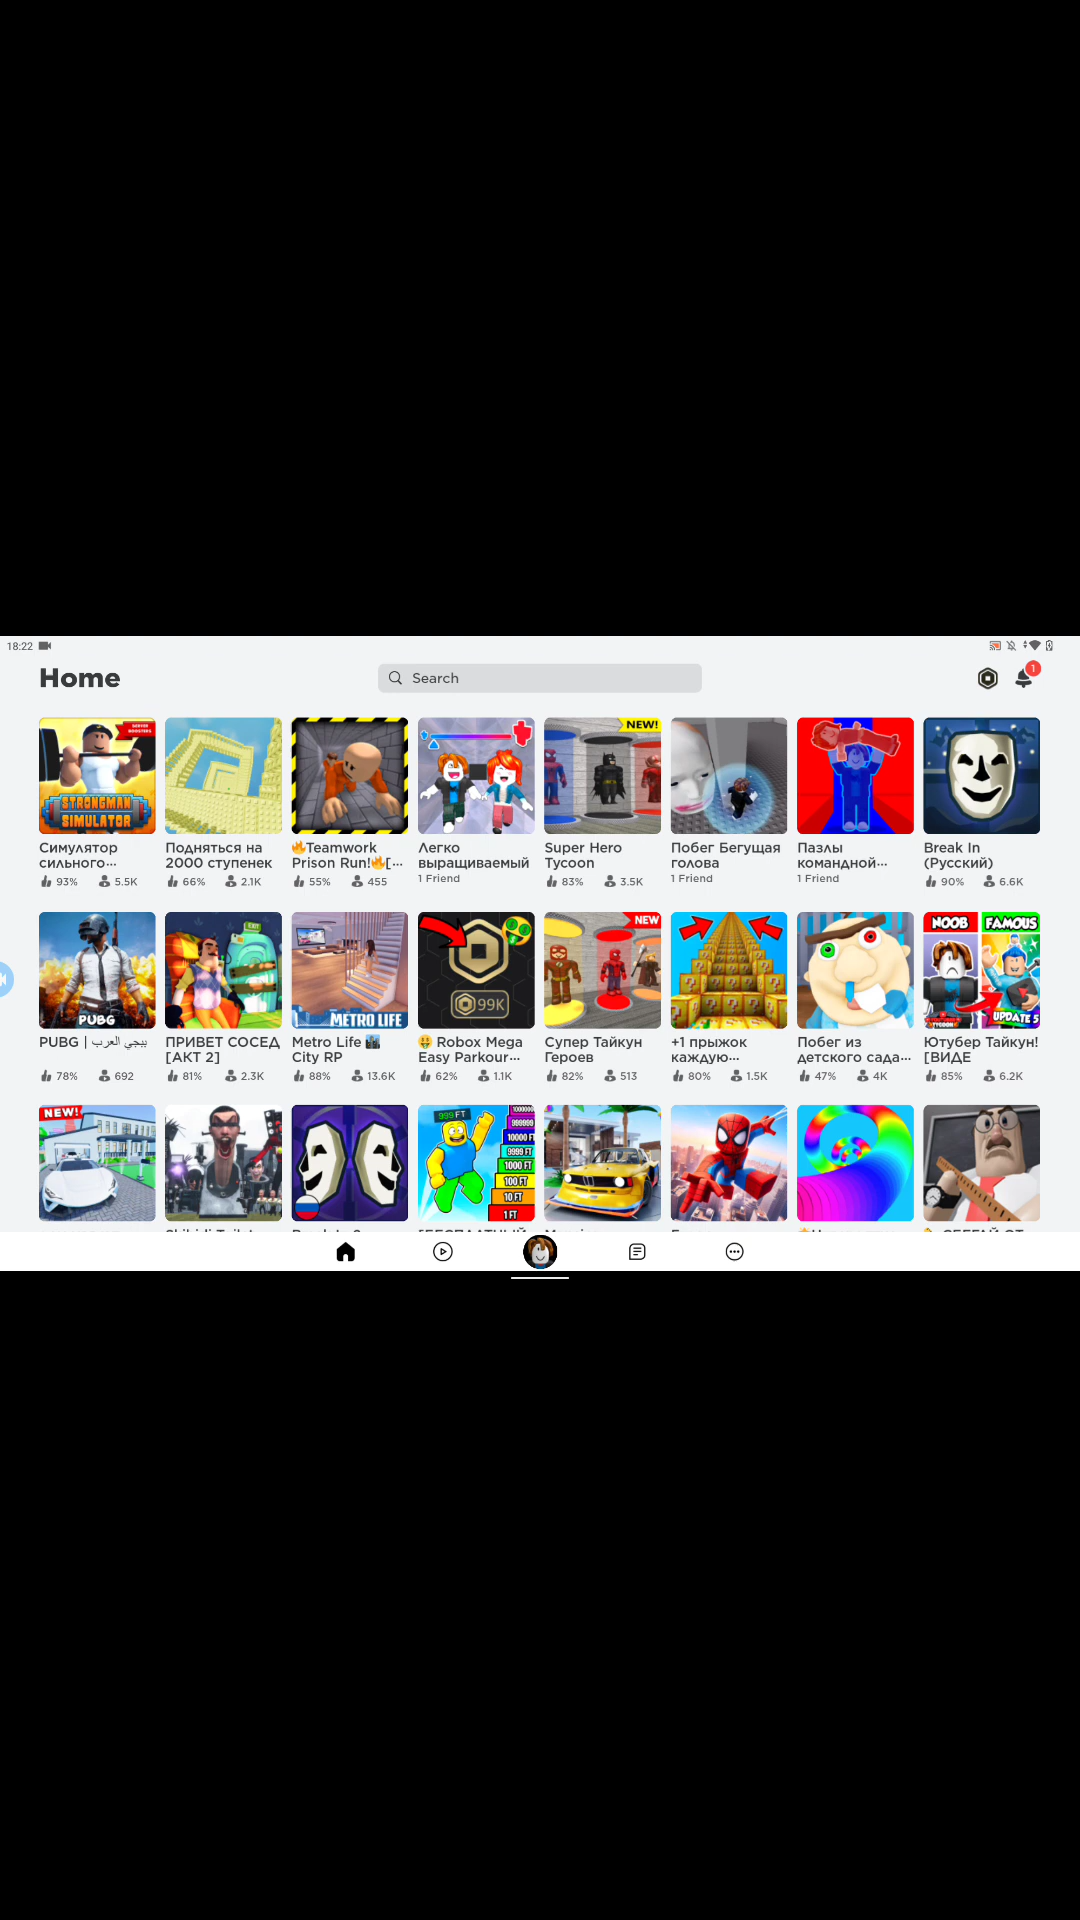 18:22
Home
Search
1
SERVER BOOSTERS
STRONGMAN
SIMULATOR
NEW!
Симулятор
сильного...
93% 5.5K
Подняться на
2000 ступенек
66% 2.1K
🔥Teamwork
Prison Run!🔥[...
55% 455
Легко
выращиваемый
1 Friend
Super Hero
Tycoon
83% 3.5K
Побег Бегущая
голова
1 Friend
Пазлы
командной...
1 Friend
Break In
(Русский)
90% 6.6K
PUBG
EXIT
METRO LIFE
99K
NEW
NOOB
FAMOUS
UPDATE 5
PUBG | ببجي العرب
78% 692
ПРИВЕТ СОСЕД
[АКТ 2]
81% 2.3K
Metro Life 🏙️
City RP
88% 13.6K
🤑 Robox Mega
Easy Parkour...
62% 1.1K
Супер Тайкун
Героев
82% 513
+1 прыжок
каждую...
80% 1.5K
Побег из
детского сада...
47% 4K
Ютубер Тайкун!
[ВИДЕ
85% 6.2K
NEW!
999 FT
1000000
999999
10000 FT
9999 FT
1000 FT
100 FT
10 FT
1 FT